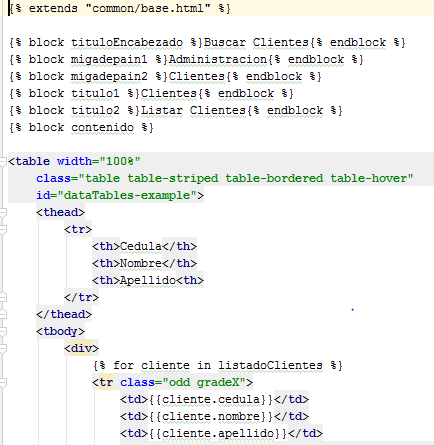 {% extends "common/base.html" %}
{% block tituloEncabezado %}Buscar Clientes{% endblock %}
{% block migadepain1 %}Administracion{% endblock %}
{% block migadepain2 %}Clientes{% endblock %}
{% block titulo1 %}Clientes{% endblock %}
{% block titulo2 %}Listar Clientes{% endblock %}
{% block contenido %}
<table width="100%"
class="table table-striped table-bordered table-hover"
id="dataTables-example">
<thead>
<tr>
<th>Cedula</th>
<th>Nombre</th>
<th>Apellido<th>
</tr>
</thead>
<tbody>
<div>
{% for cliente in listadoClientes %}
<tr class="odd gradeX">
<td>{{cliente.cedula}}</td>
<td>{{cliente.nombre}}</td>
<td>{{cliente.apellido}}</td>